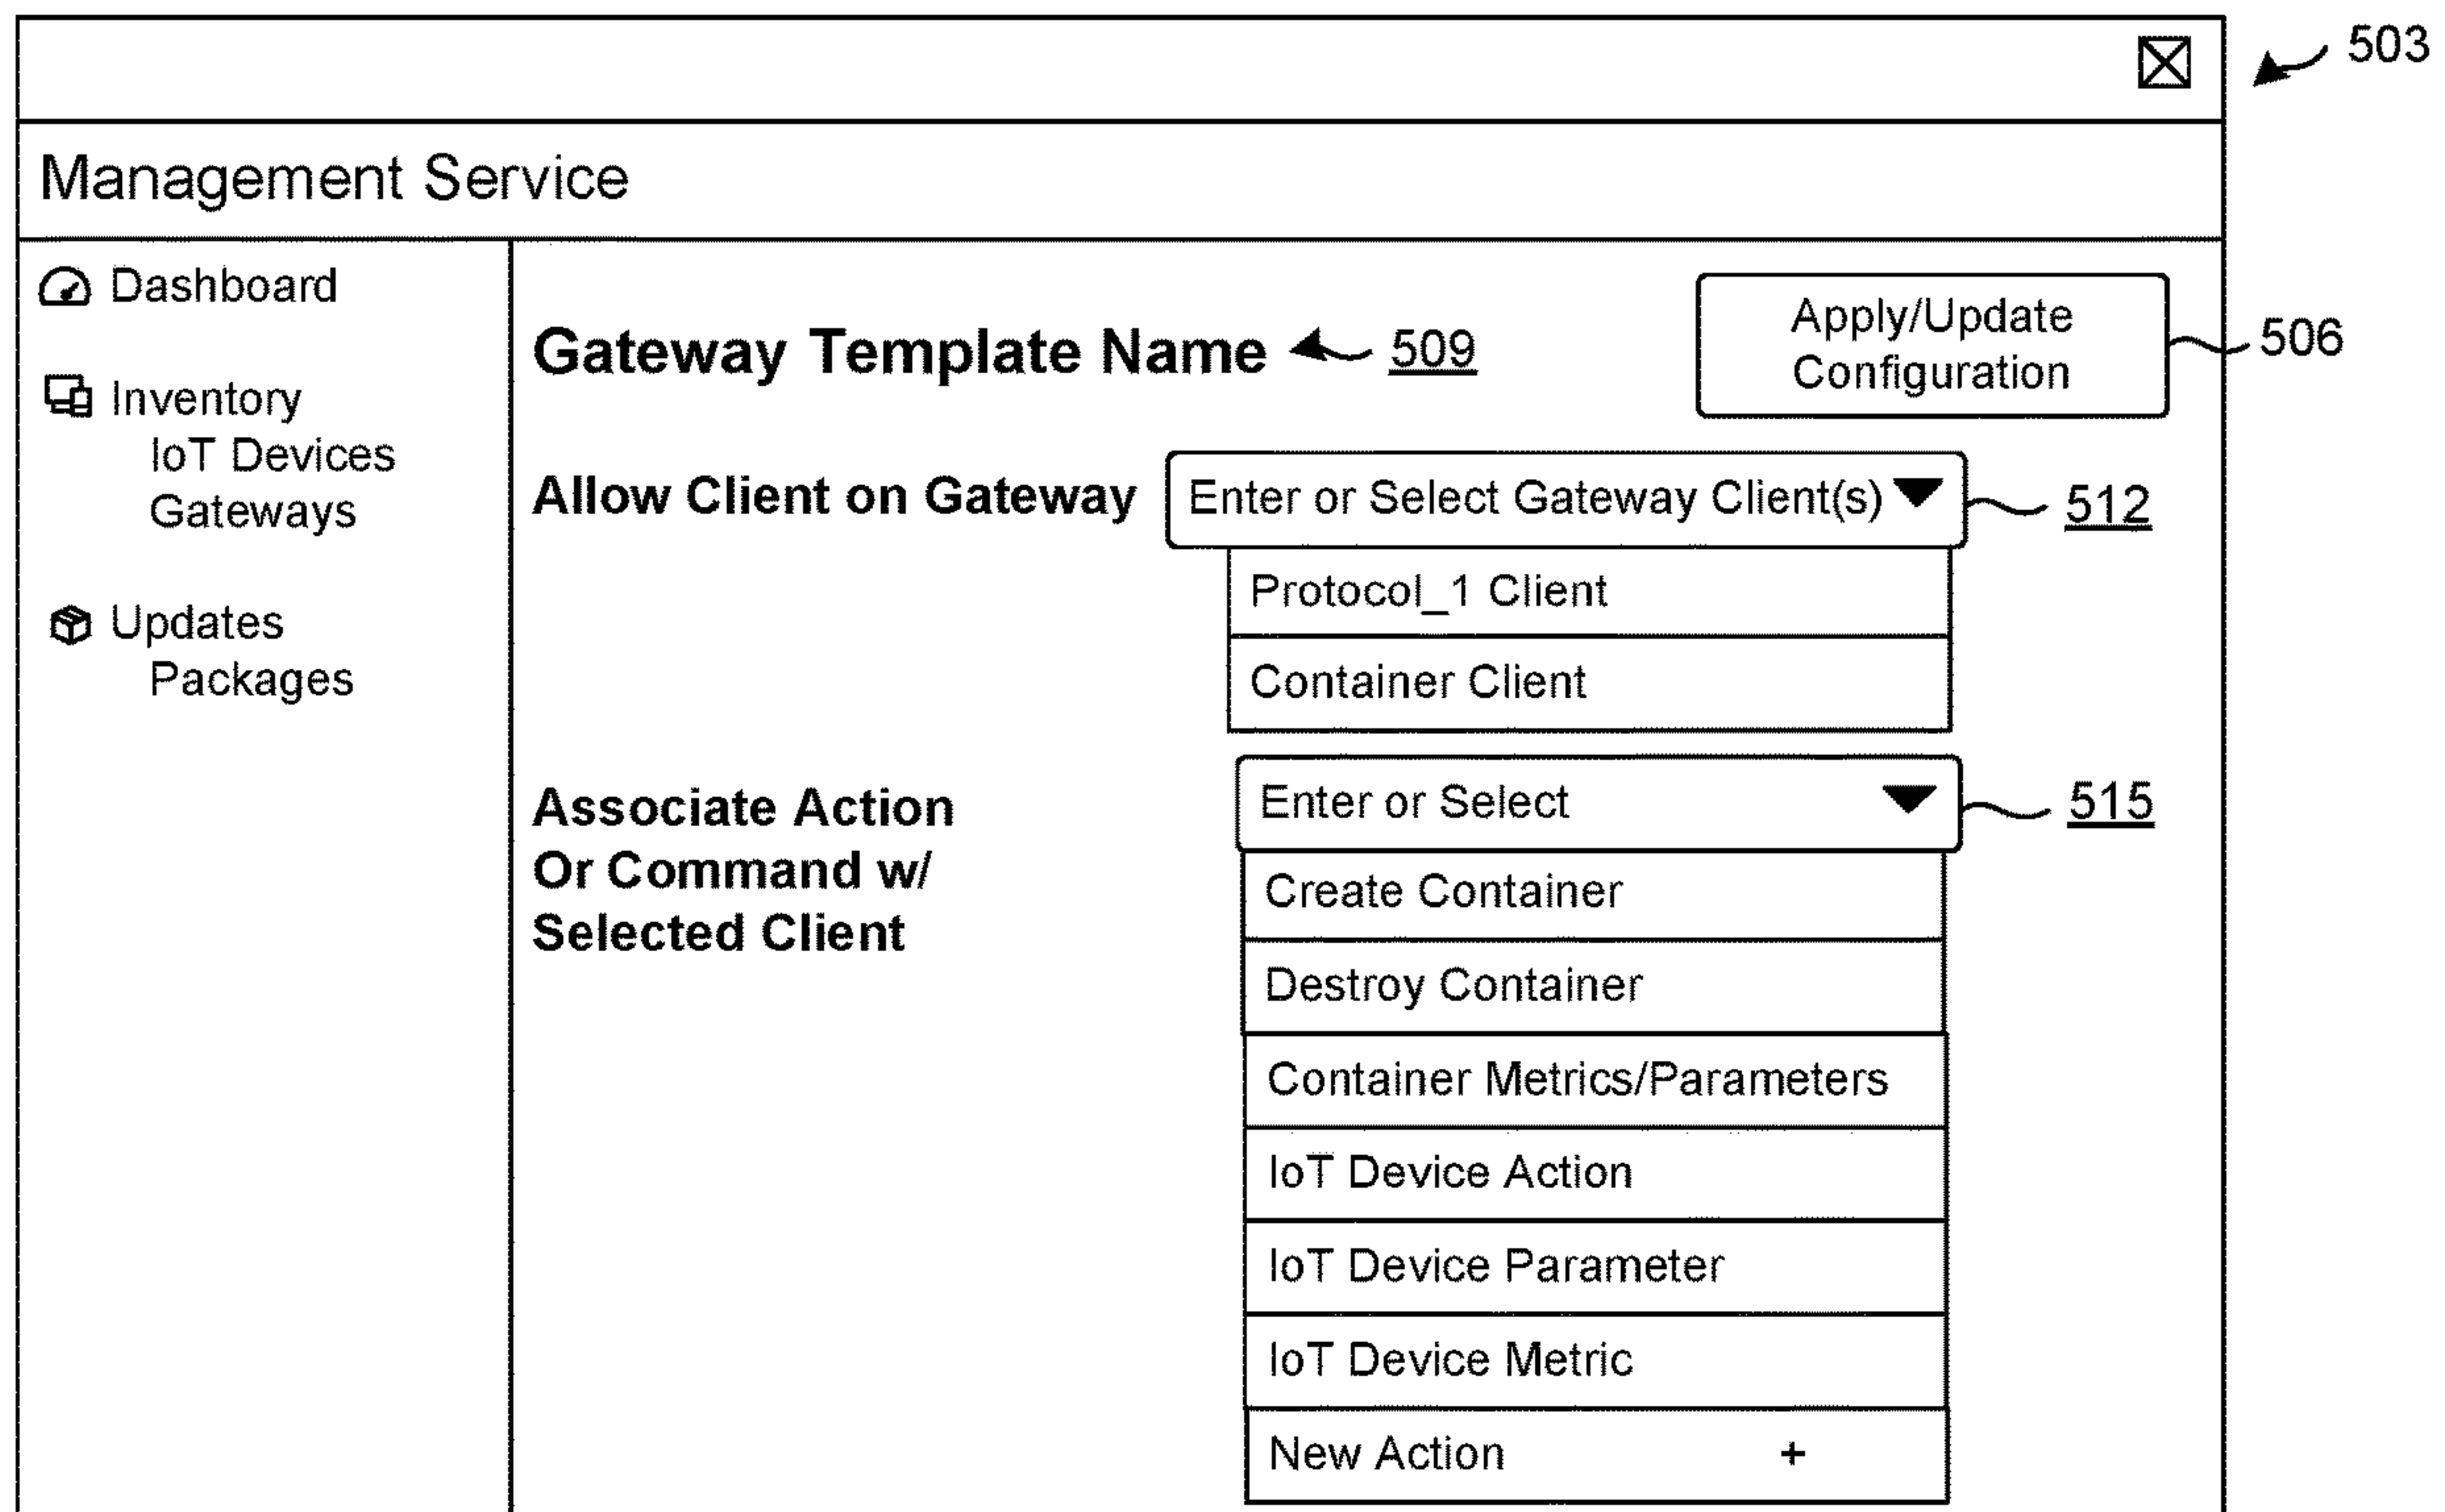 503
Management Service
Dashboard
Inventory
IoT Devices
Gateways
Updates
Packages
Gateway Template Name
509
Apply/Update
Configuration
506
Allow Client on Gateway
Enter or Select Gateway Client(s)
512
Protocol_1 Client
Container Client
Associate Action
Or Command w/
Selected Client
Enter or Select
515
Create Container
Destroy Container
Container Metrics/Parameters
IoT Device Action
IoT Device Parameter
IoT Device Metric
New Action +